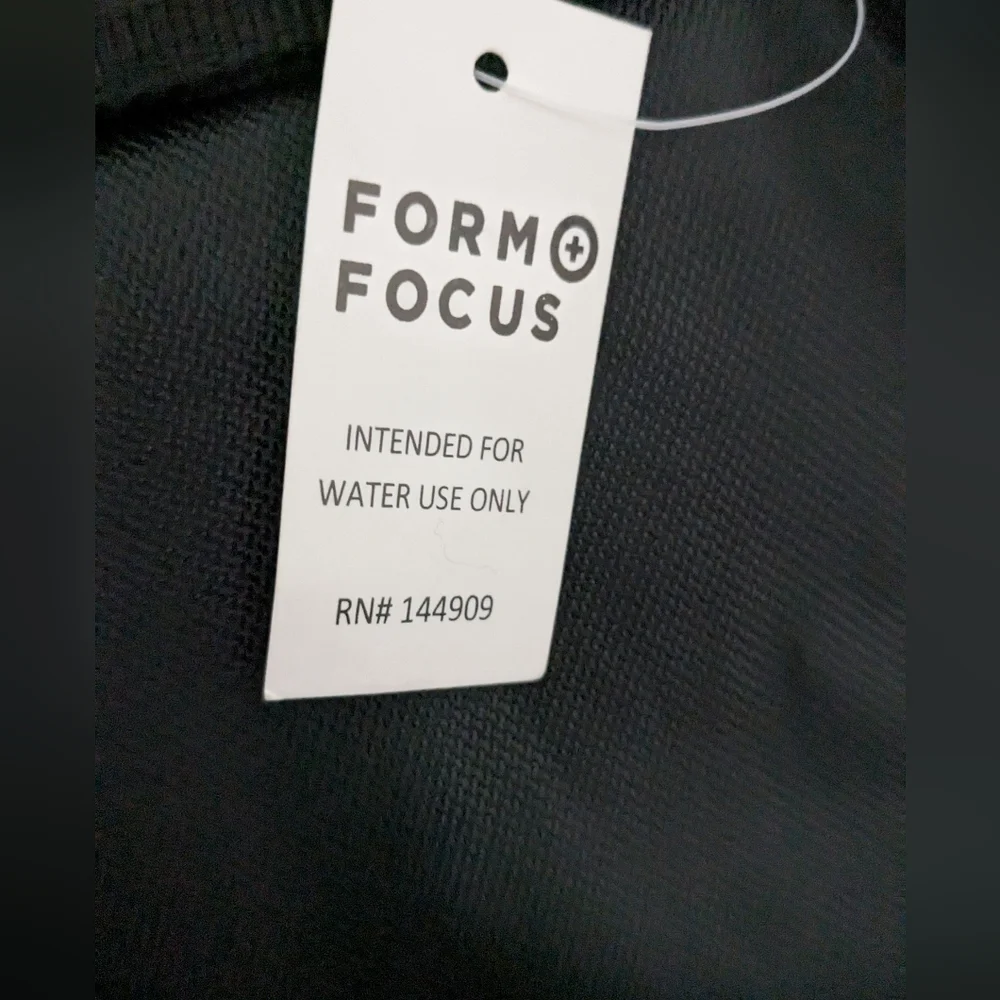 FORM +
FOCUS
INTENDED FOR
WATER USE ONLY
RN# 144909